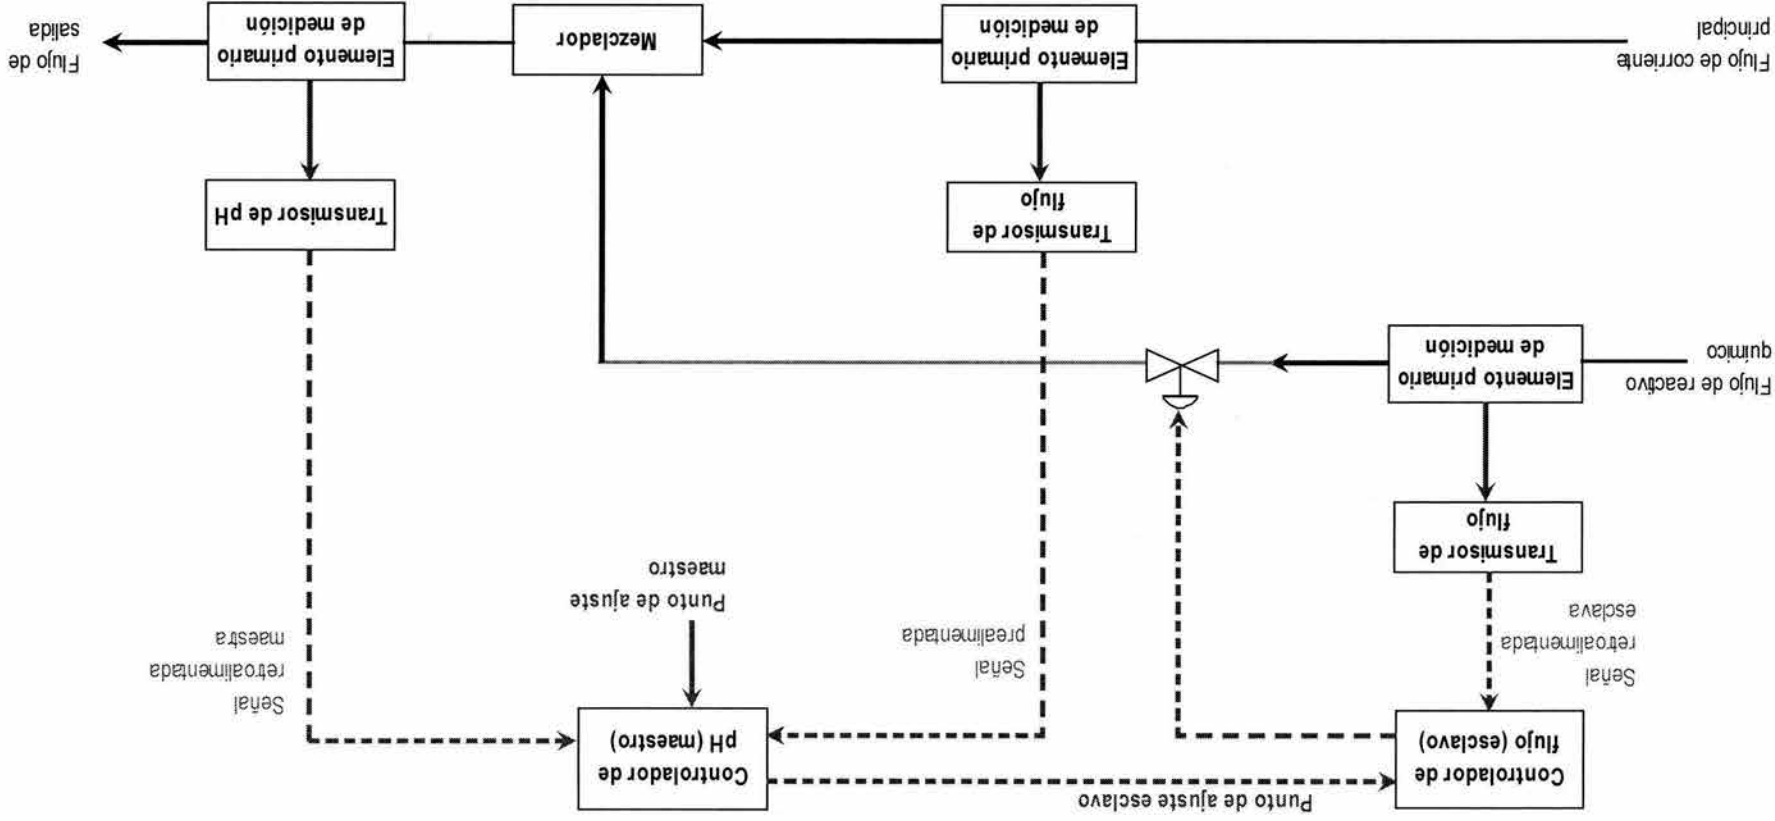 Punto de ajuste esclavo
Controlador de
flujo (esclavo)
Controlador de
pH (maestro)
Señal
retroalimentada
esclava
Señal
prealimentada
Punto de ajuste
maestro
Señal
retroalimentada
maestra
Transmisor de
flujo
Flujo de reactivo
químico
Elemento primario
de medición
Transmisor de
flujo
Transmisor de pH
Flujo de corriente
principal
Elemento primario
de medición
Mezclador
Elemento primario
de medición
Flujo de
salida